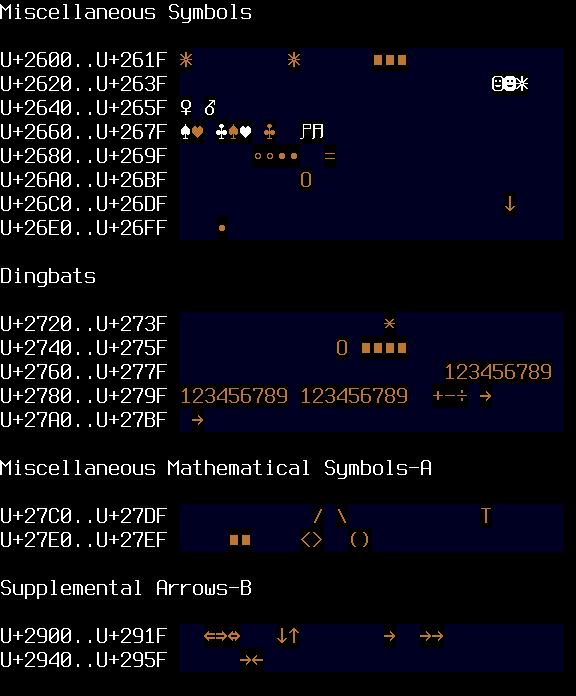 Miscellaneous Symbols
U+2600..U+261F * * ■■■
U+2620..U+263F ☺☻☼
U+2640..U+265F ♀ ♂
U+2660..U+267F ♠♥ ♣♠♥ ♣ ♫♫
U+2680..U+269F ∘∘•• =
U+26A0..U+26BF O
U+26C0..U+26DF ↓
U+26E0..U+26FF •
Dingbats
U+2720..U+273F *
U+2740..U+275F O ■■■■
U+2760..U+277F 123456789
U+2780..U+279F 123456789 123456789 +−÷ →
U+27A0..U+27BF →
Miscellaneous Mathematical Symbols-A
U+27C0..U+27DF / \ T
U+27E0..U+27EF ■■ <> ()
Supplemental Arrows-B
U+2900..U+291F ⇐⇒⇔ ↓↑ → →→
U+2940..U+295F →←